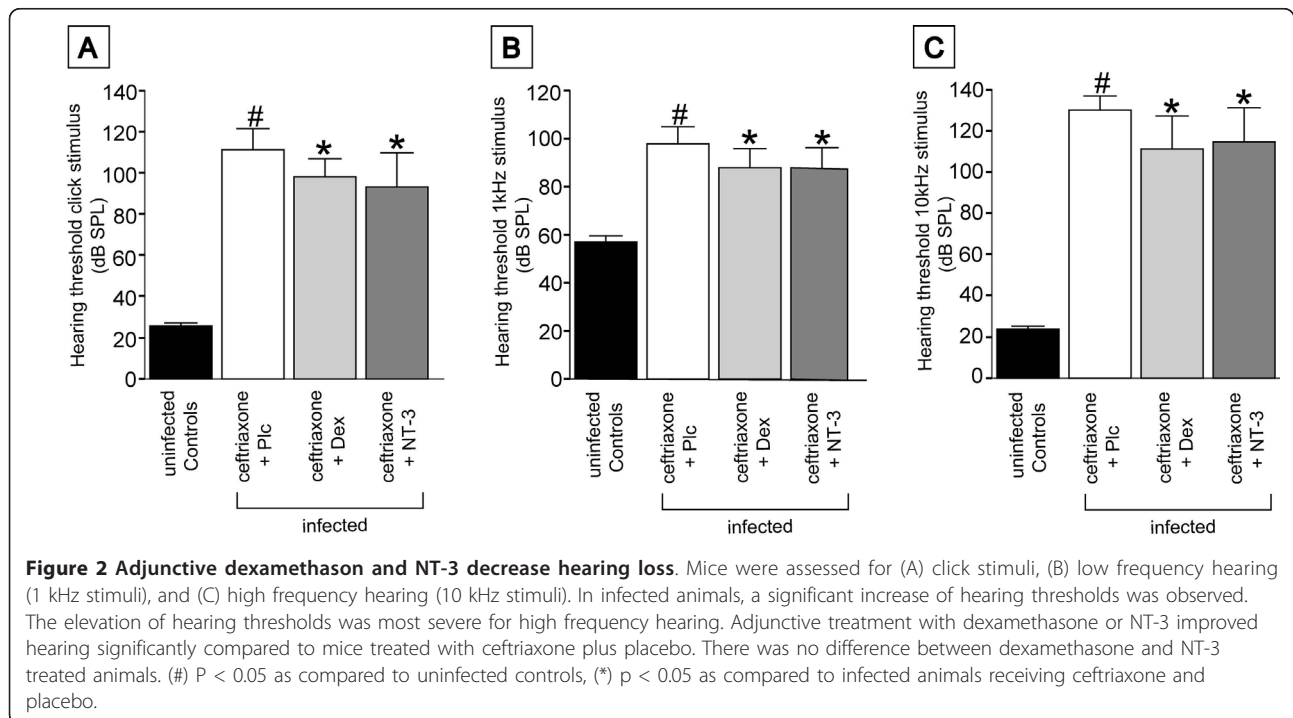 A
Hearing threshold click stimulus
(dB SPL)
140
120
100
80
60
40
20
0
#
*
*
uninfected
Controls
ceftriaxone
+ Plc
ceftriaxone
+ Dex
ceftriaxone
+ NT-3
infected
B
Hearing threshold 1kHz stimulus
(dB SPL)
120
100
80
60
40
20
0
#
*
*
uninfected
Controls
ceftriaxone
+ Plc
ceftriaxone
+ Dex
ceftriaxone
+ NT-3
infected
C
Hearing threshold 10kHz stimulus
(dB SPL)
140
120
100
80
60
40
20
0
#
*
*
uninfected
Controls
ceftriaxone
+ Plc
ceftriaxone
+ Dex
ceftriaxone
+ NT-3
infected
Figure 2 Adjunctive dexamethason and NT-3 decrease hearing loss. Mice were assessed for (A) click stimuli, (B) low frequency hearing
(1 kHz stimuli), and (C) high frequency hearing (10 kHz stimuli). In infected animals, a significant increase of hearing thresholds was observed.
The elevation of hearing thresholds was most severe for high frequency hearing. Adjunctive treatment with dexamethasone or NT-3 improved
hearing significantly compared to mice treated with ceftriaxone plus placebo. There was no difference between dexamethasone and NT-3
treated animals. (#) P < 0.05 as compared to uninfected controls, (*) p < 0.05 as compared to infected animals receiving ceftriaxone and
placebo.